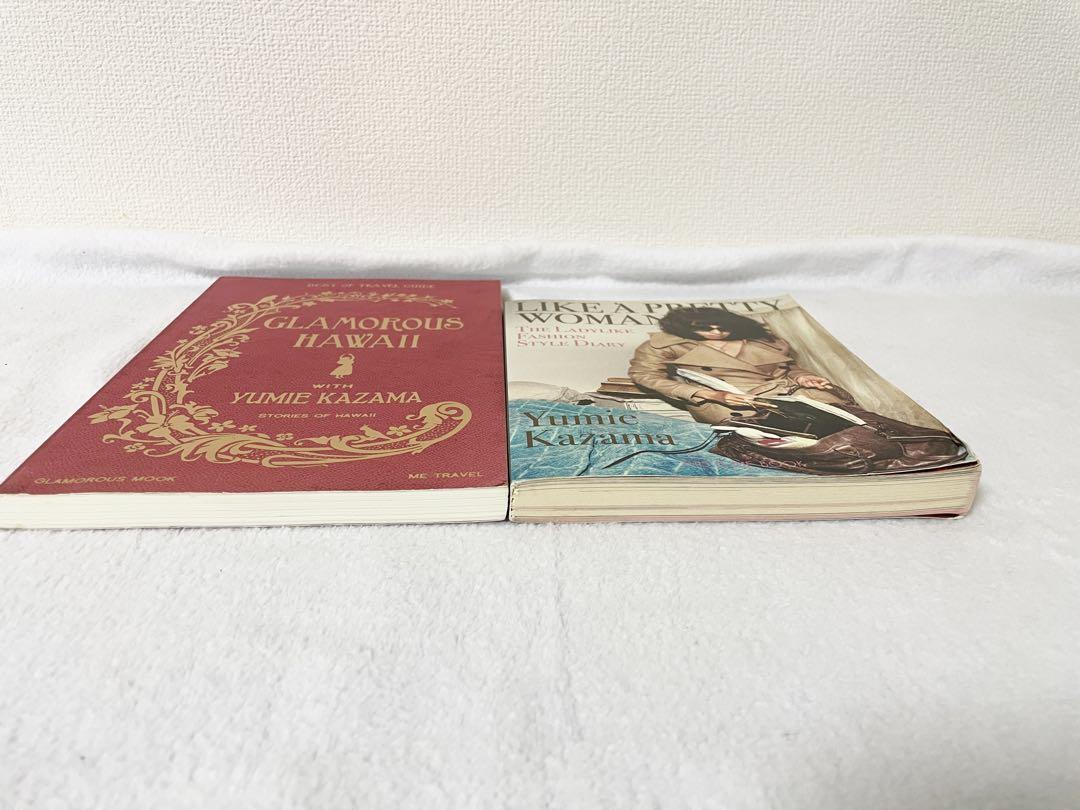 BEST OF TRAVEL GUIDE
GLAMOROUS
HAWAII
WITH
YUMIE KAZAMA
STORIES OF HAWAII
GLAMOROUS MOOK
ME TRAVEL
LIKE A PRETTY
WOMAN
THE LADYLIKE
FASHION
STYLE DIARY
Yumie
Kazama
MOOK